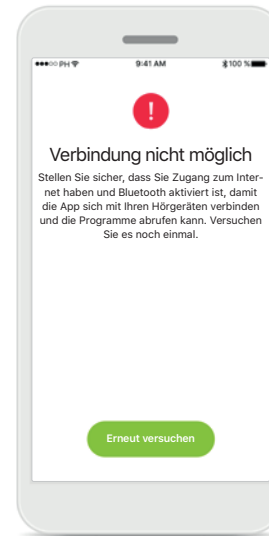 PH 9:41 AM 100 %
!
Verbindung nicht möglich
Stellen Sie sicher, dass Sie Zugang zum Inter-
net haben und Bluetooth aktiviert ist, damit
die App sich mit Ihren Hörgeräten verbinden
und die Programme abrufen kann. Versuchen
Sie es noch einmal.
Erneut versuchen